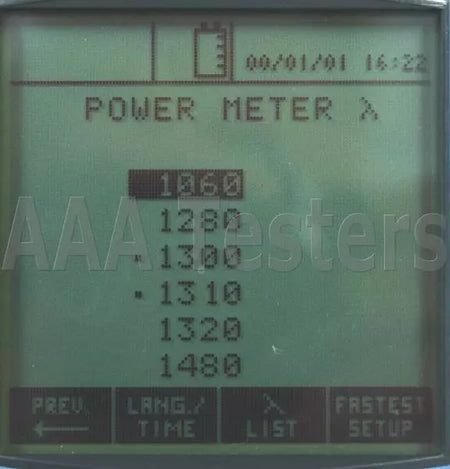 00/01/01 16:22
POWER METER λ
1060
1280
AAA Testers
▪ 1300
▪ 1310
1320
1480
PREV. ← LANG./TIME λ LIST FASTEST SETUP